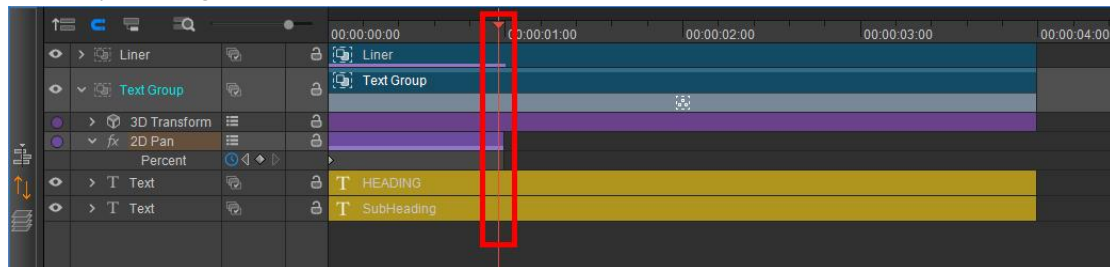 00:00:00:00 00:00:01:00 00:00:02:00 00:00:03:00 00:00:04:00
Liner Liner
Text Group Text Group
3D Transform
fx 2D Pan
Percent
T Text T HEADING
T Text T SubHeading